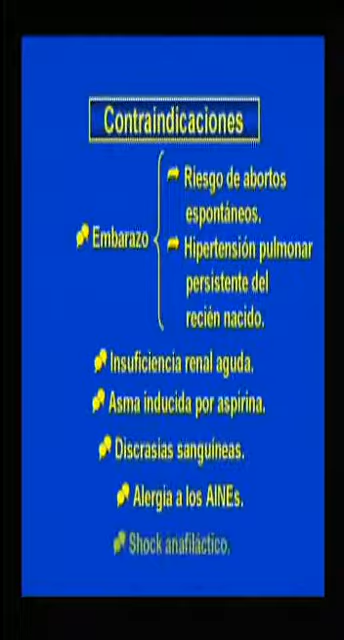 Contraindicaciones
Embarazo
Riesgo de abortos
espontáneos.
Hipertensión pulmonar
persistente del
recién nacido.
Insuficiencia renal aguda.
Asma inducida por aspirina.
Discrasias sanguíneas.
Alergia a los AINEs.
Shock anafiláctico.